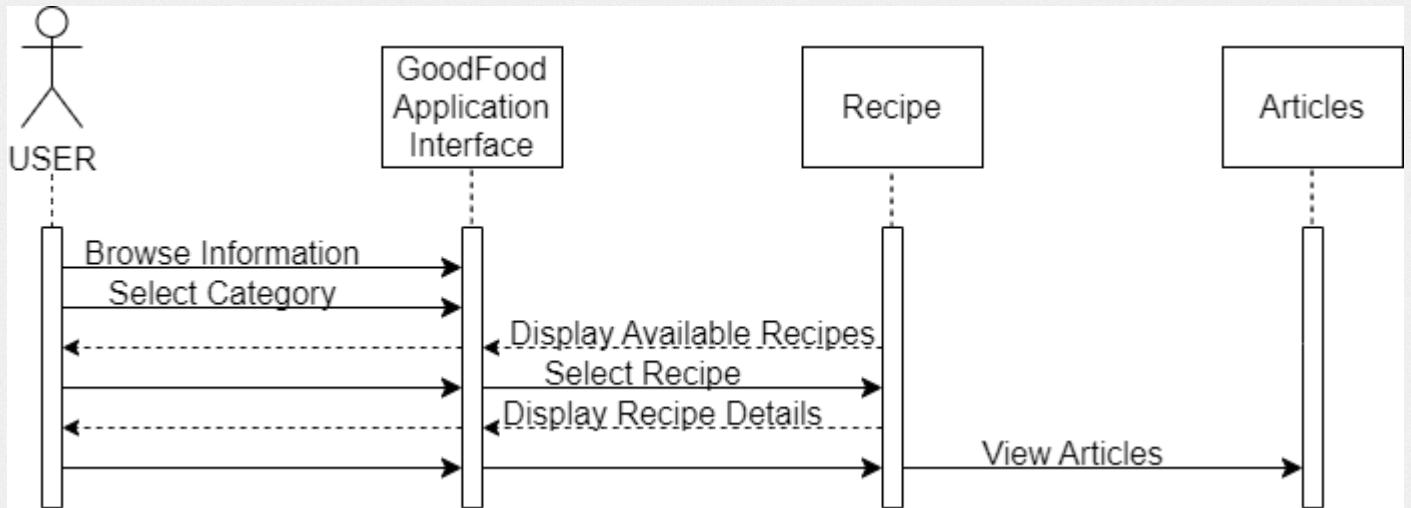 GoodFood
Application
Interface
Recipe
Articles
USER
Browse Information
Select Category
Display Available Recipes
Select Recipe
Display Recipe Details
View Articles